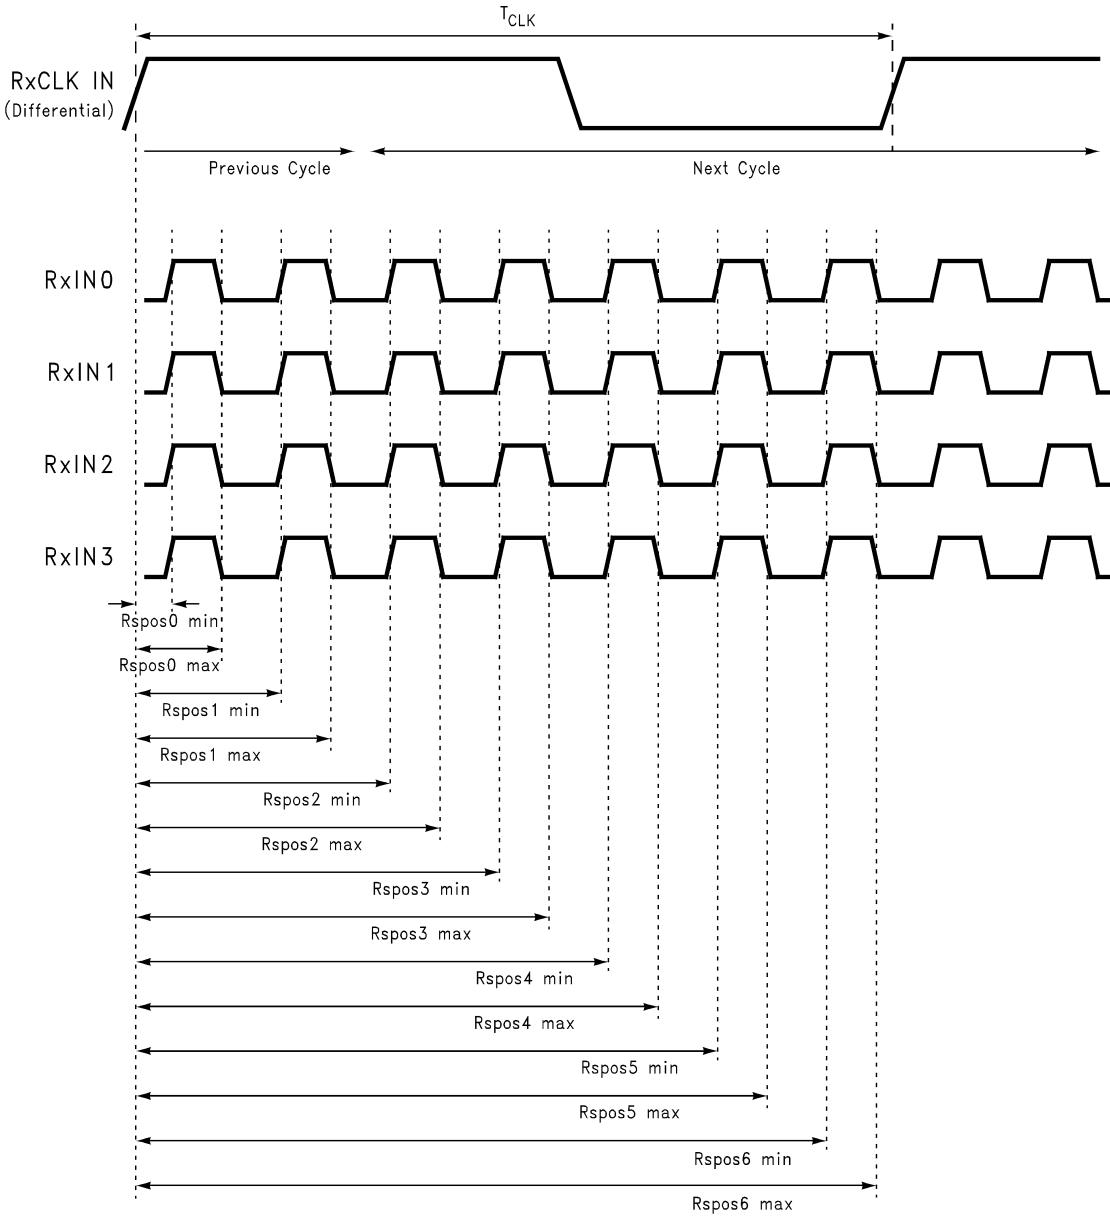 TCLK
RxCLK IN
(Differential)
Previous Cycle
Next Cycle
RxIN0
RxIN1
RxIN2
RxIN3
Rspos0 min
Rspos0 max
Rspos1 min
Rspos1 max
Rspos2 min
Rspos2 max
Rspos3 min
Rspos3 max
Rspos4 min
Rspos4 max
Rspos5 min
Rspos5 max
Rspos6 min
Rspos6 max